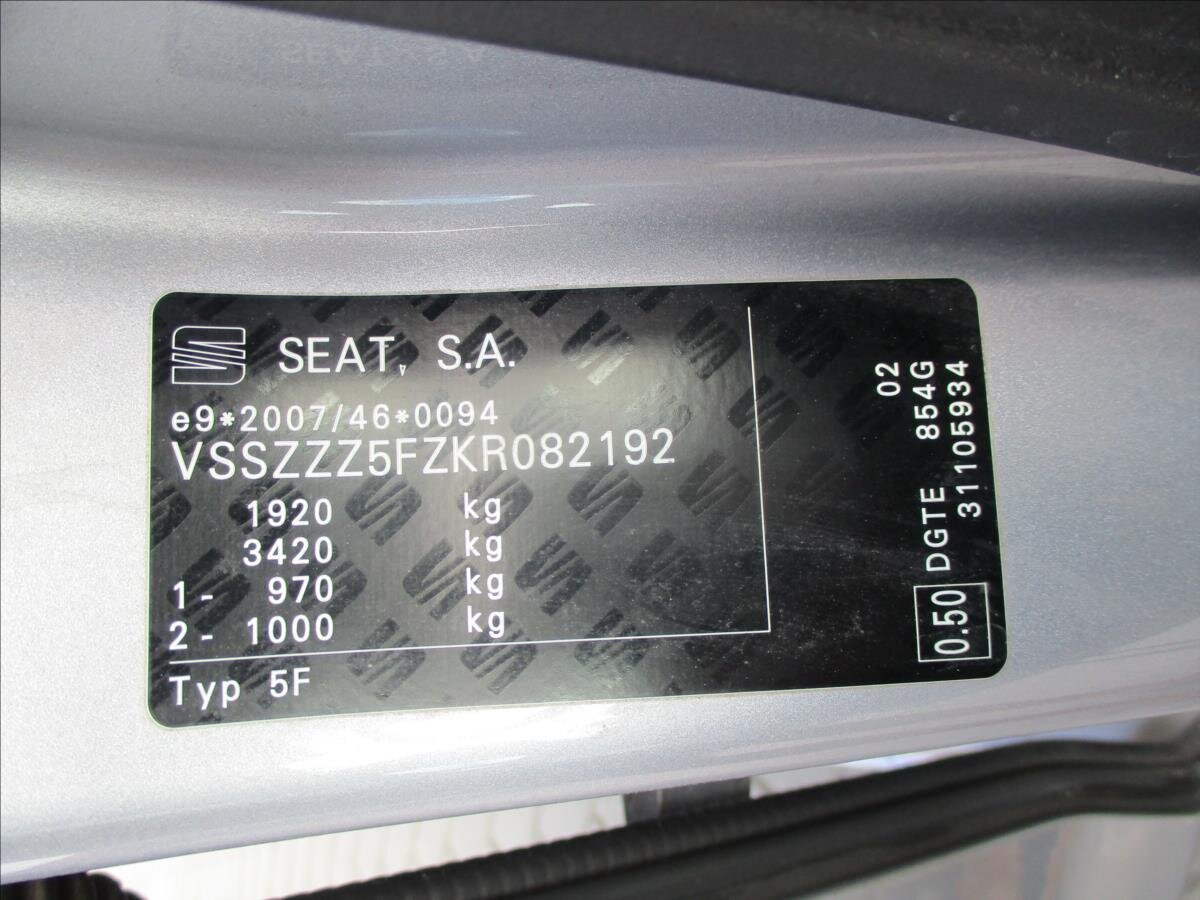 SEAT, S.A.
e9*2007/46*0094
VSSZZZ5FZKR082192
1920 kg
3420 kg
1- 970 kg
2- 1000 kg
Typ 5F
02
0.50 DGTE 854G
31105934